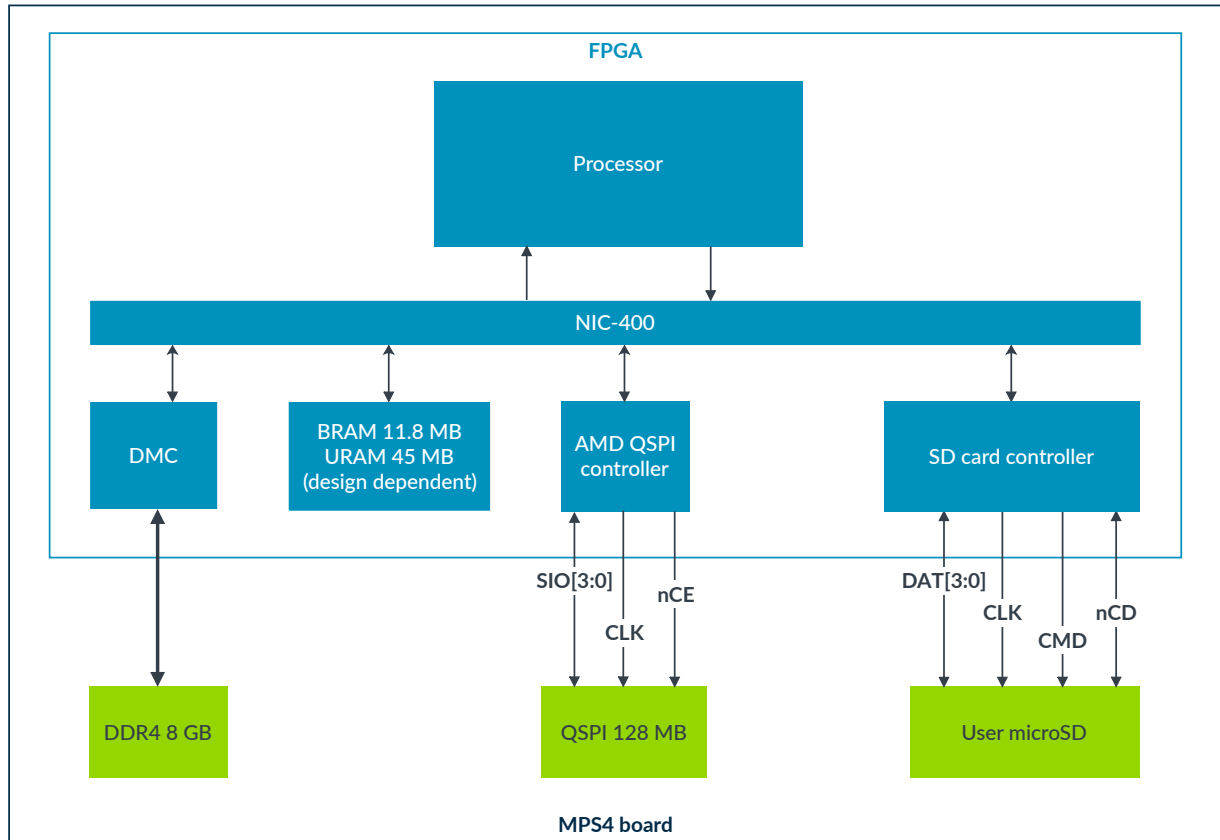 FPGA
Processor
NIC-400
DMC
BRAM 11.8 MB
URAM 45 MB
(design dependent)
AMD QSPI
controller
SD card controller
SIO[3:0]
CLK
nCE
DAT[3:0]
CLK
CMD
nCD
DDR4 8 GB
QSPI 128 MB
User microSD
MPS4 board